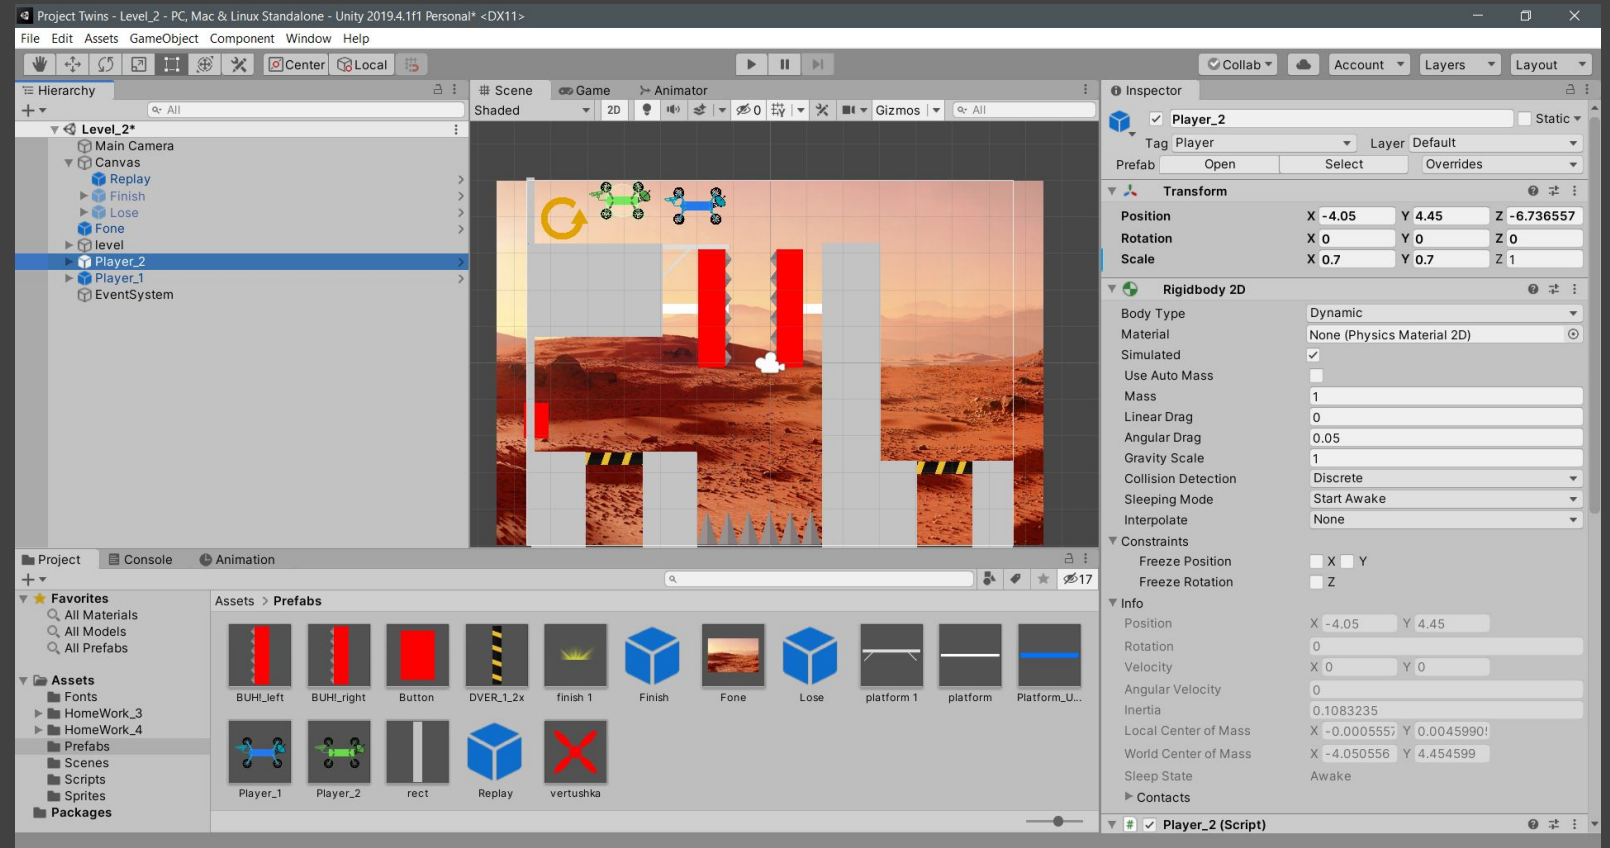 Project Twins - Level_2 - PC, Mac & Linux Standalone - Unity 2019.4.1f1 Personal* <DX11>
File Edit Assets GameObject Component Window Help
Center Local Collab Account Layers Layout
Hierarchy
All
Level_2*
Main Camera
Canvas
Replay
Finish
Lose
Fone
level
Player_2
Player_1
EventSystem
Scene Game Animator
Shaded 2D 0 Gizmos All
Project Console Animation
17
Favorites
All Materials
All Models
All Prefabs
Assets
Fonts
HomeWork_3
HomeWork_4
Prefabs
Scenes
Scripts
Sprites
Packages
Assets > Prefabs
BUH!_left BUH!_right Button DVER_1_2x finish 1 Finish Fone Lose platform 1 platform Platform_U...
Player_1 Player_2 rect Replay vertushka
Inspector
Player_2 Static
Tag Player Layer Default
Prefab Open Select Overrides
Transform
Position X -4.05 Y 4.45 Z -6.736557
Rotation X 0 Y 0 Z 0
Scale X 0.7 Y 0.7 Z 1
Rigidbody 2D
Body Type Dynamic
Material None (Physics Material 2D)
Simulated
Use Auto Mass
Mass 1
Linear Drag 0
Angular Drag 0.05
Gravity Scale 1
Collision Detection Discrete
Sleeping Mode Start Awake
Interpolate None
Constraints
Freeze Position X Y
Freeze Rotation Z
Info
Position X -4.05 Y 4.45
Rotation 0
Velocity X 0 Y 0
Angular Velocity 0
Inertia 0.1083235
Local Center of Mass X -0.0005557 Y 0.0045990
World Center of Mass X -4.050556 Y 4.454599
Sleep State Awake
Contacts
# Player_2 (Script)